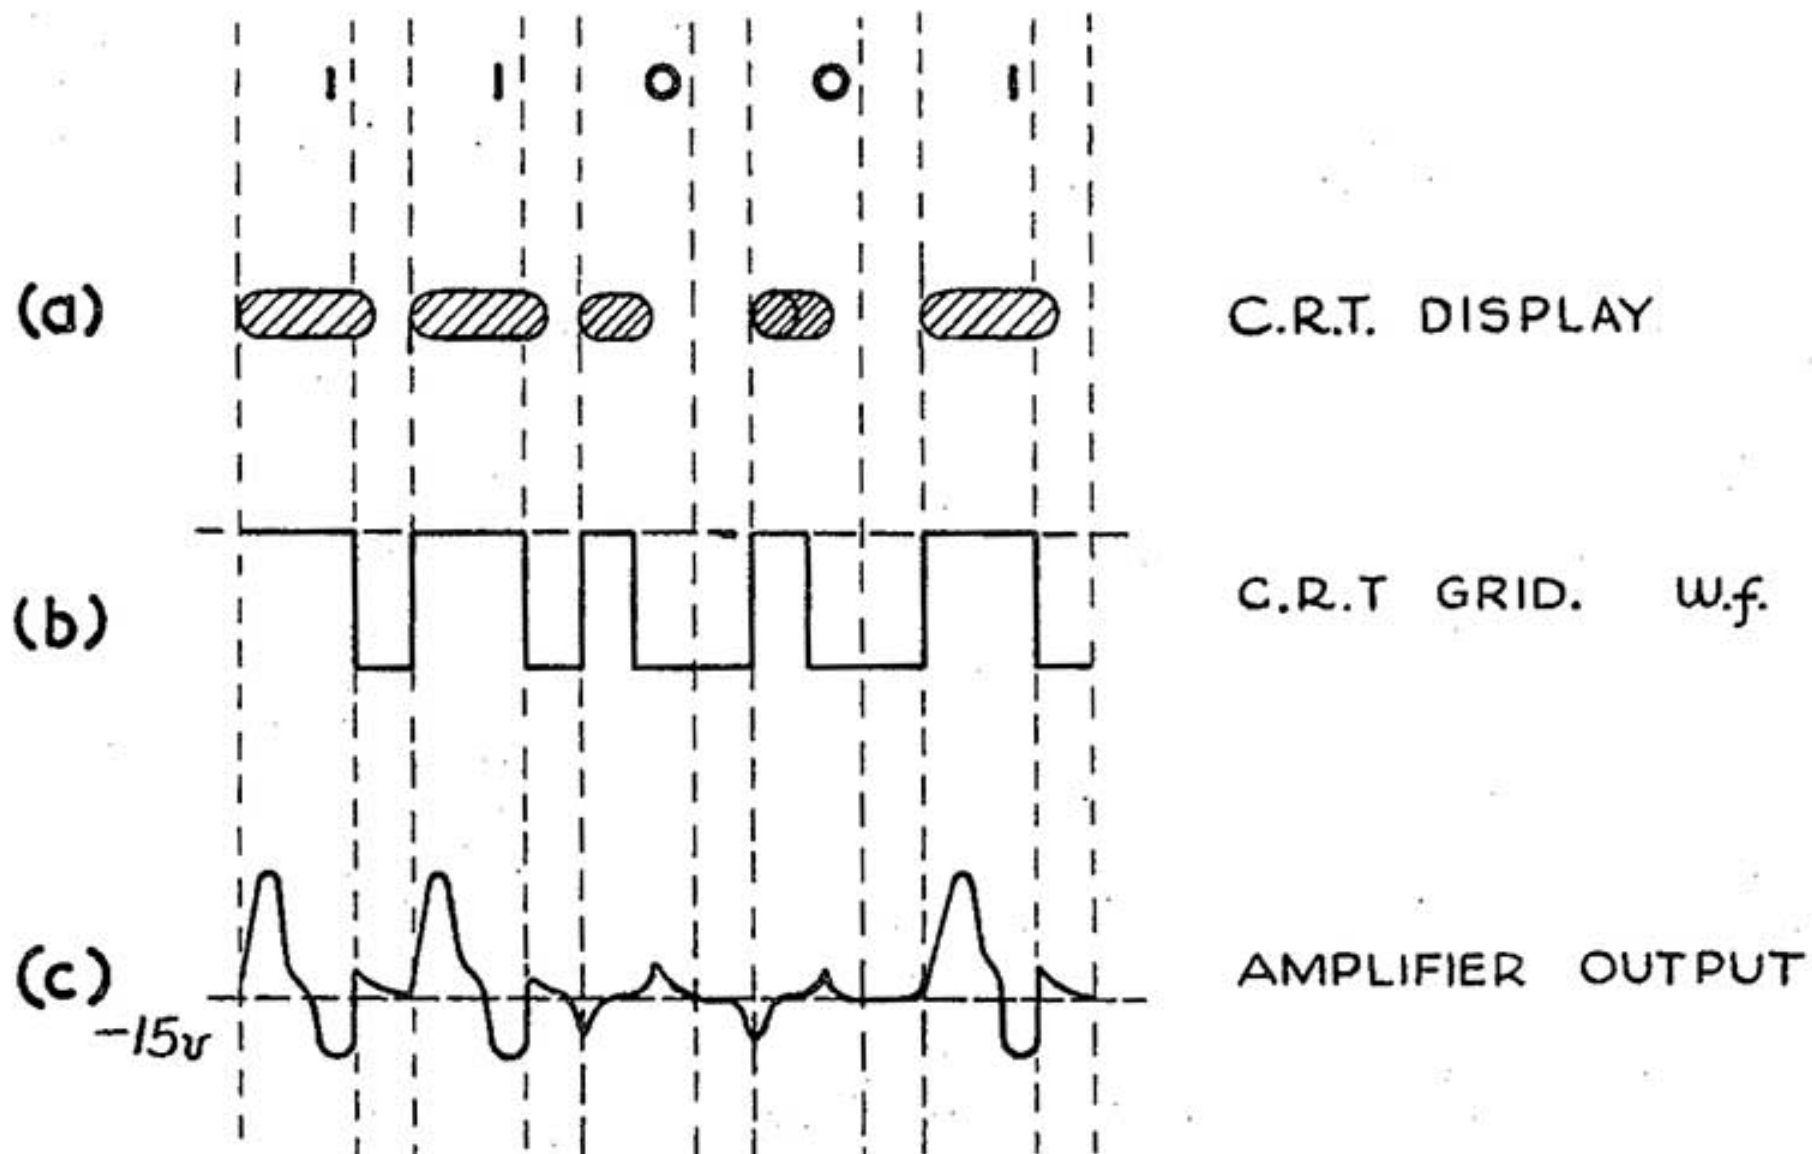 1 1 0 0 1
(a) C.R.T. DISPLAY
(b) C.R.T GRID. W.f.
(c) AMPLIFIER OUTPUT
-15v